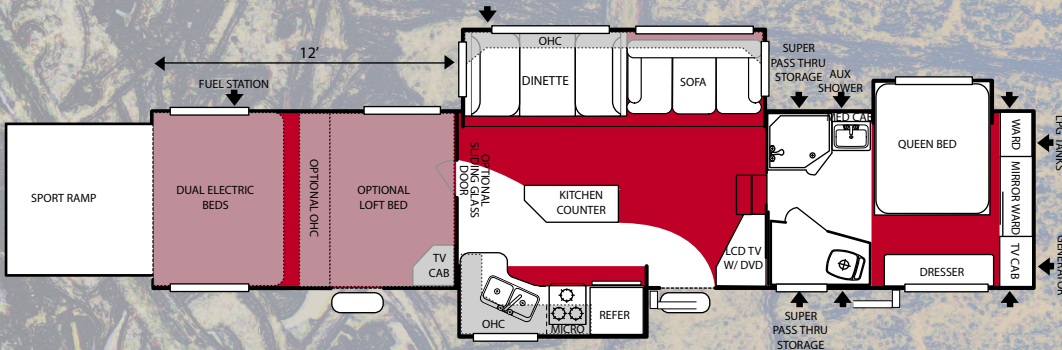 12'
FUEL STATION
SPORT RAMP
DUAL ELECTRIC
BEDS
OPTIONAL OHC
OPTIONAL
LOFT BED
TV
CAB
OPTIONAL
SLIDING GLASS
DOOR
OHC
DINETTE
SOFA
KITCHEN
COUNTER
OHC
MICRO
REFER
LCD TV
W/ DVD
SUPER
PASS THRU
STORAGE
AUX
SHOWER
MED CAB
SUPER
PASS THRU
STORAGE
QUEEN BED
DRESSER
WARD
MIRROR WARD
TV CAB
LPG TANKS
GENERATOR